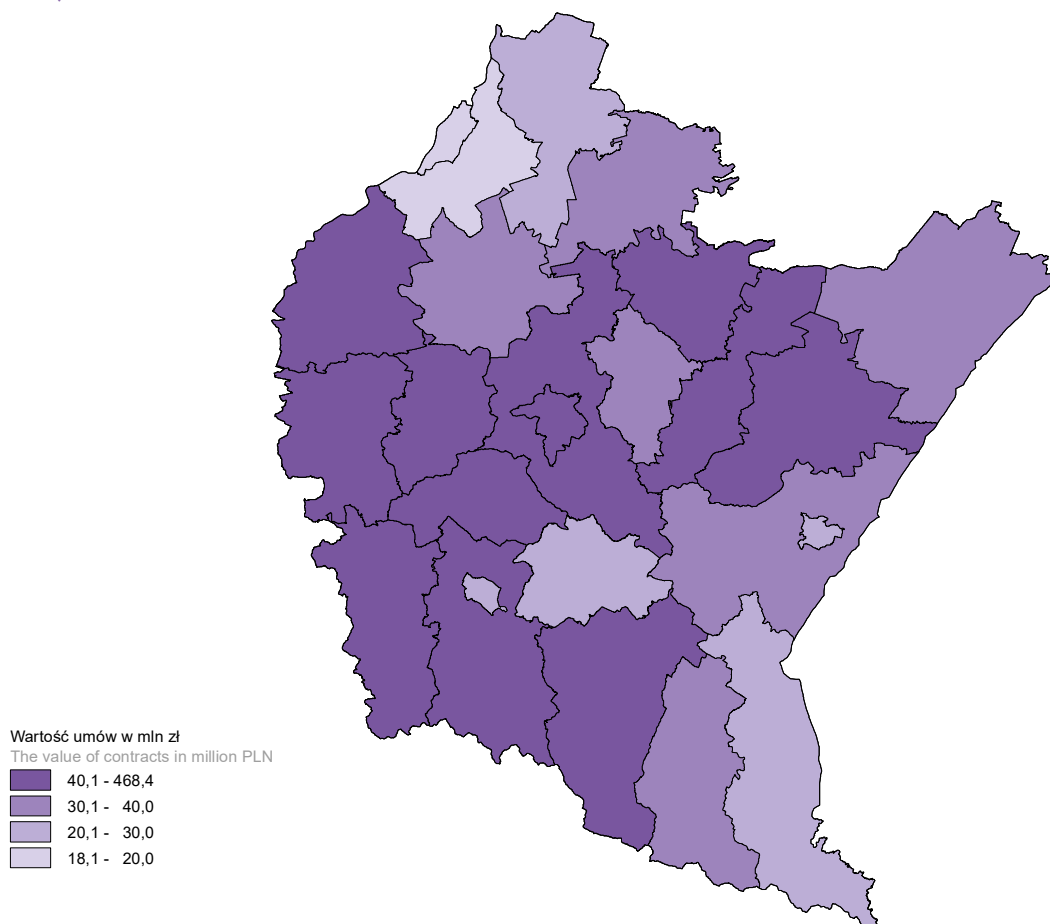 Wartość umów w mln zł
The value of contracts in million PLN
40,1 - 468,4
30,1 - 40,0
20,1 - 30,0
18,1 - 20,0